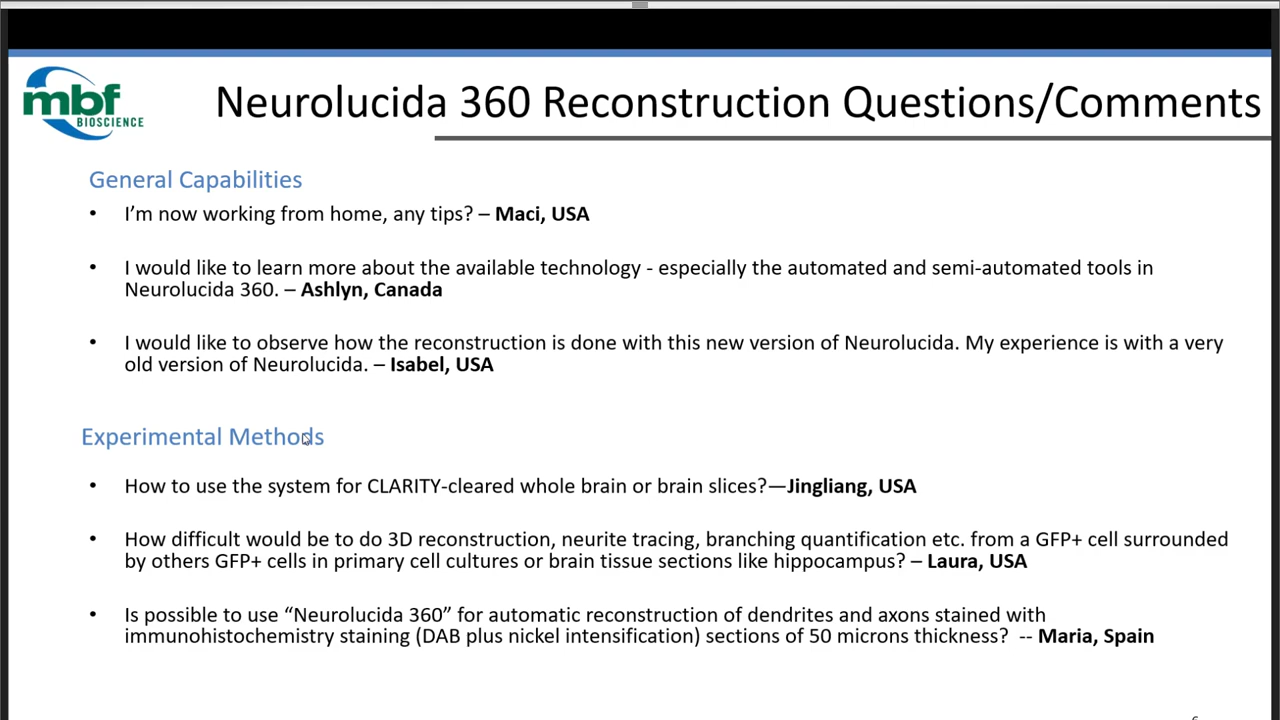 mbf
BIOSCIENCE
Neurolucida 360 Reconstruction Questions/Comments
General Capabilities
• I’m now working from home, any tips? – Maci, USA
• I would like to learn more about the available technology - especially the automated and semi-automated tools in
Neurolucida 360. – Ashlyn, Canada
• I would like to observe how the reconstruction is done with this new version of Neurolucida. My experience is with a very
old version of Neurolucida. – Isabel, USA
Experimental Methods
• How to use the system for CLARITY-cleared whole brain or brain slices?—Jingliang, USA
• How difficult would be to do 3D reconstruction, neurite tracing, branching quantification etc. from a GFP+ cell surrounded
by others GFP+ cells in primary cell cultures or brain tissue sections like hippocampus? – Laura, USA
• Is possible to use “Neurolucida 360” for automatic reconstruction of dendrites and axons stained with
immunohistochemistry staining (DAB plus nickel intensification) sections of 50 microns thickness?  -- Maria, Spain